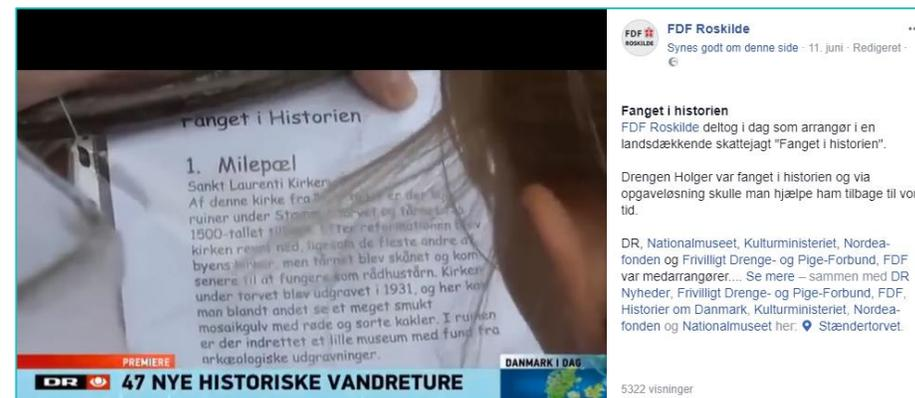 Fanget i Historien
1. Milepæl
Sankt Laurenti Kirken
Af denne kirke fra er der
ruiner under torvet og tårnet fra
1500-tallet Efter reformationen blev
kirken revet ned, ligesom de fleste andre af
byens kirker, men tårnet blev skånet og kom
senere til at fungere som rådhustårn. Kirken
under torvet blev udgravet i 1931, og her kan
man blandt andet se et meget smukt
mosaikgulv med røde og sorte kakler. I ruinen
er der indrettet et lille museum med fund fra
arkæologiske udgravninger.
PREMIERE
DANMARK I DAG
DR 47 NYE HISTORISKE VANDRETURE
FDF
ROSKILDE
FDF Roskilde
Synes godt om denne side · 11. juni · Redigeret ·
Fanget i historien
FDF Roskilde deltog i dag som arrangør i en
landsdækkende skattejagt "Fanget i historien".
Drengen Holger var fanget i historien og via
opgaveløsning skulle man hjælpe ham tilbage til vor
tid.
DR, Nationalmuseet, Kulturministeriet, Nordea-
fonden og Frivilligt Drenge- og Pige-Forbund, FDF
var medarrangører.... Se mere – sammen med DR
Nyheder, Frivilligt Drenge- og Pige-Forbund, FDF,
Historier om Danmark, Kulturministeriet, Nordea-
fonden og Nationalmuseet her: Stændertorvet.
5322 visninger